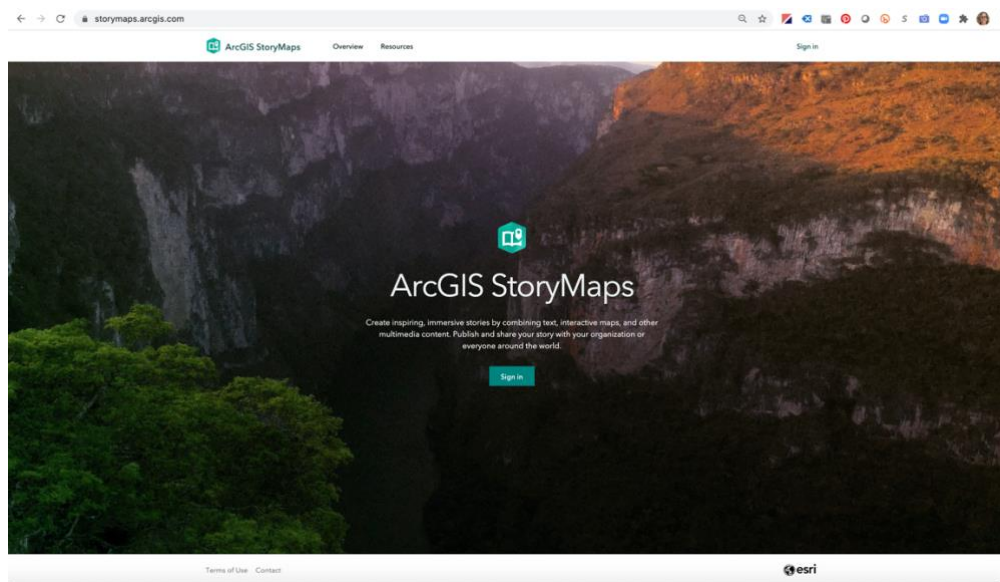 storymaps.arcgis.com
ArcGIS StoryMaps Overview Resources Sign in
ArcGIS StoryMaps
Create inspiring, immersive stories by combining text, interactive maps, and other
multimedia content. Publish and share your story with your organization or
everyone around the world.
Sign in
Terms of Use Contact esri